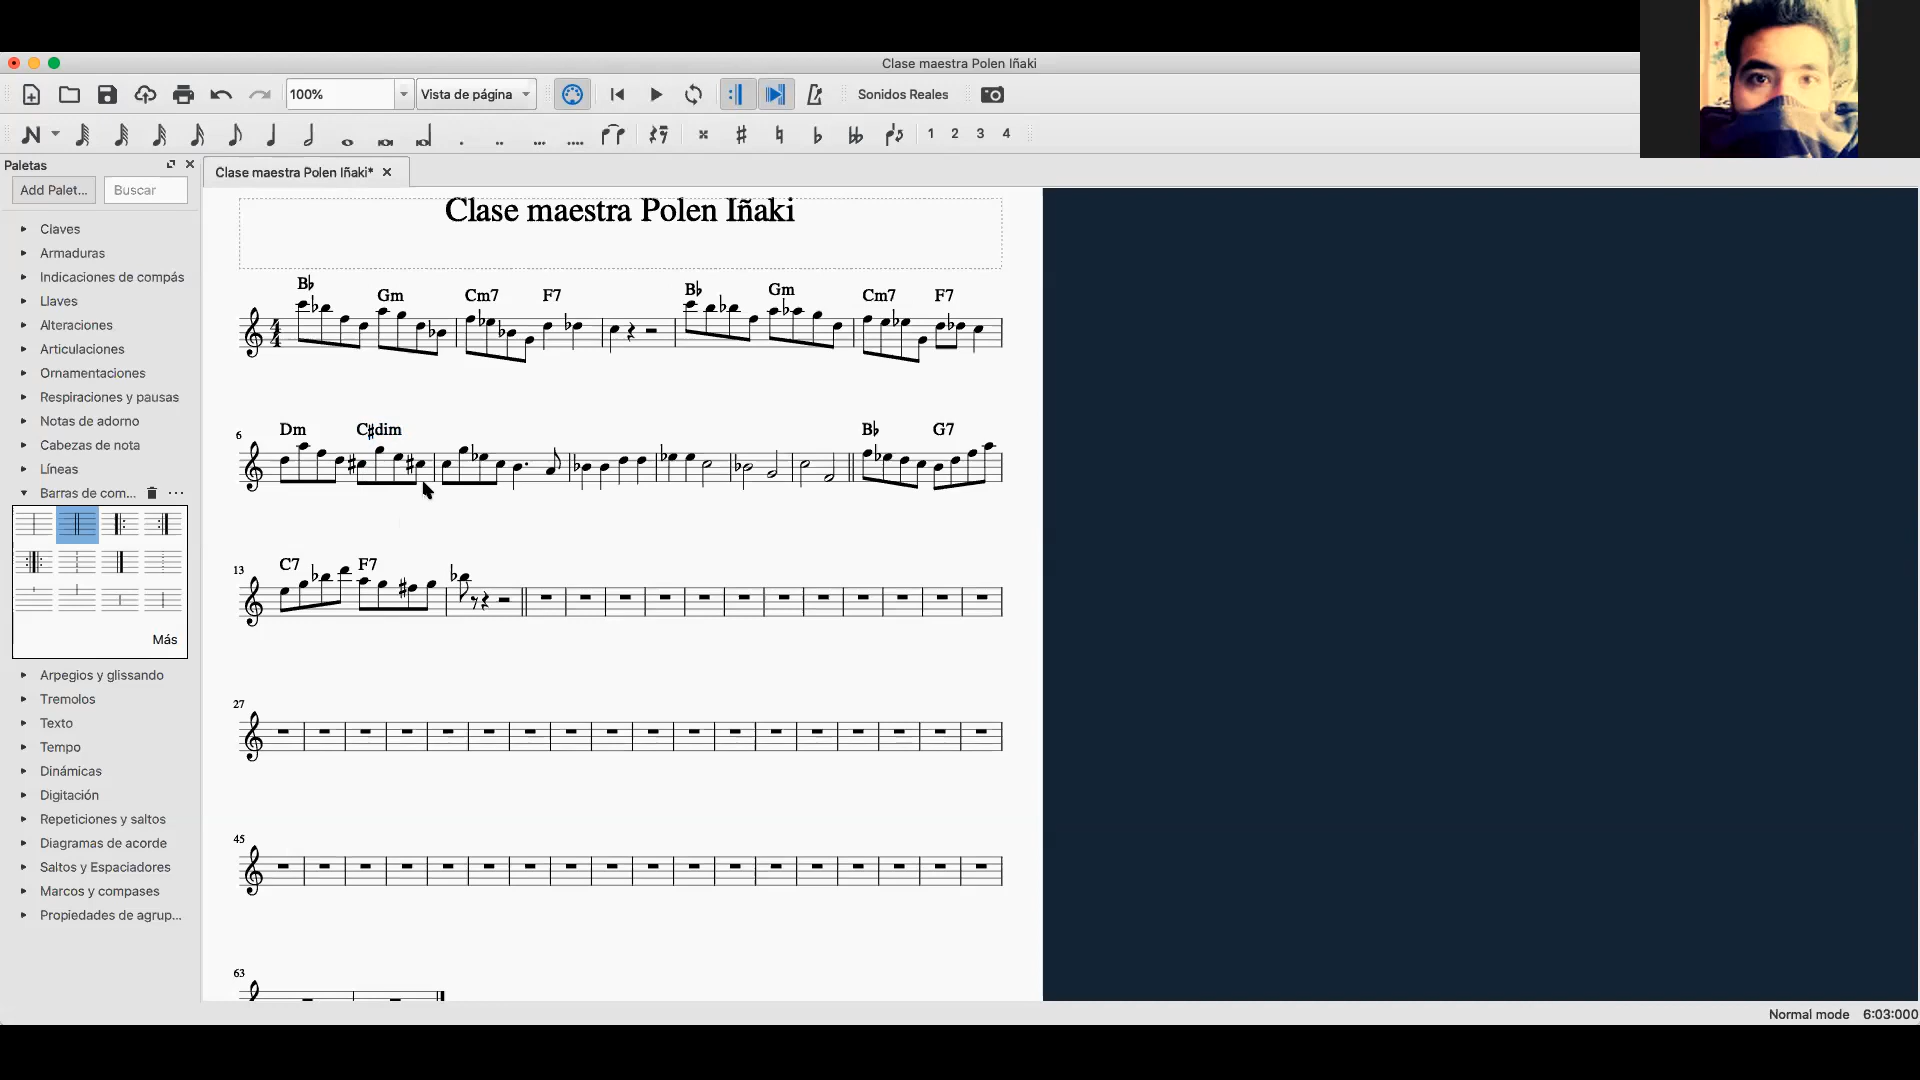 Clase maestra Polen Iñaki
100%
Vista de página
Sonidos Reales
1 2 3 4
Paletas
Clase maestra Polen Iñaki*
Add Palet...
Buscar
Claves
Armaduras
Indicaciones de compás
Llaves
Alteraciones
Articulaciones
Ornamentaciones
Respiraciones y pausas
Notas de adorno
Cabezas de nota
Líneas
Barras de com...
Más
Arpegios y glissando
Tremolos
Texto
Tempo
Dinámicas
Digitación
Repeticiones y saltos
Diagramas de acorde
Saltos y Espaciadores
Marcos y compases
Propiedades de agrup...
Clase maestra Polen Iñaki
B♭ Gm Cm7 F7 B♭ Gm Cm7 F7
4
4
6
Dm C♯dim B♭ G7
13
C7 F7
27
45
63
Normal mode 6:03:000